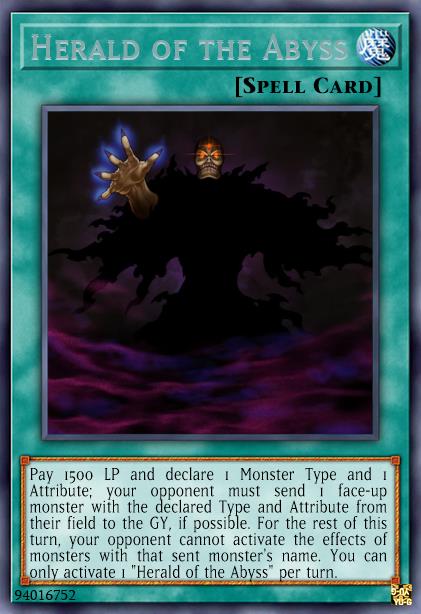 Herald of the Abyss 魔
[Spell Card]
Pay 1500 LP and declare 1 Monster Type and 1
Attribute; your opponent must send 1 face-up
monster with the declared Type and Attribute from
their field to the GY, if possible. For the rest of this
turn, your opponent cannot activate the effects of
monsters with that sent monster's name. You can
only activate 1 "Herald of the Abyss" per turn.
94016752